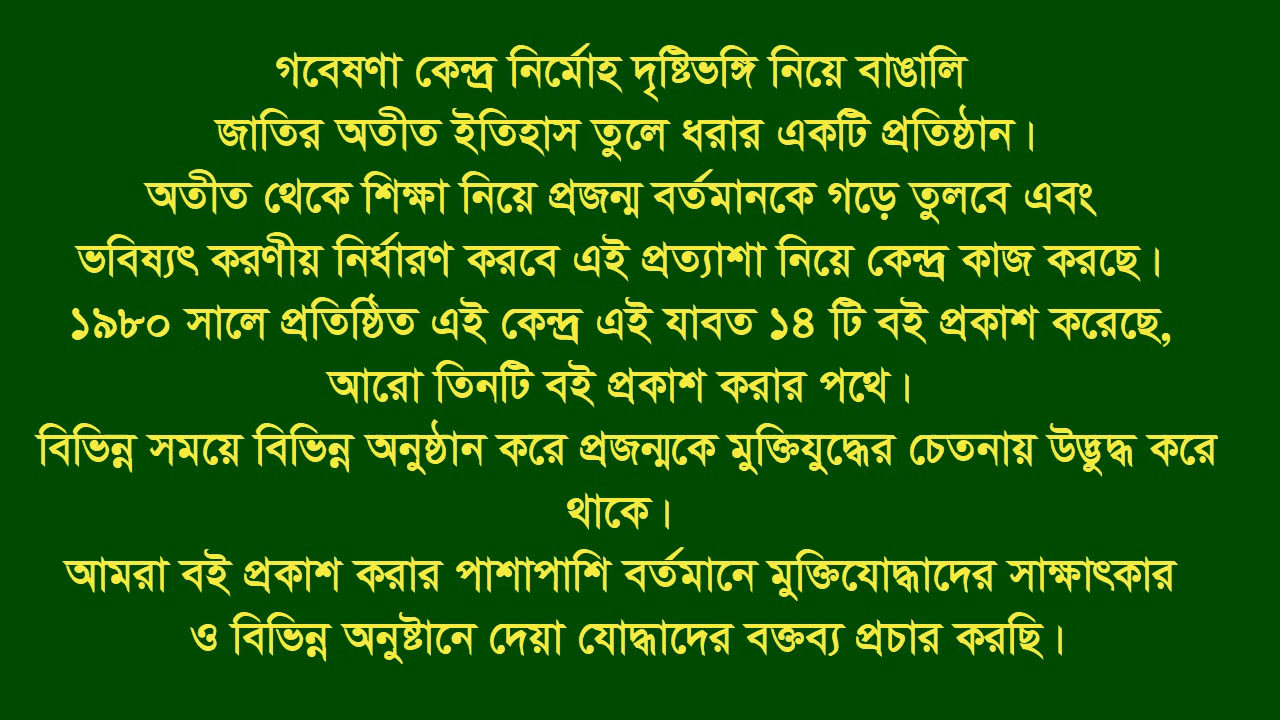 গবেষণা কেন্দ্র নির্মোহ দৃষ্টিভঙ্গি নিয়ে বাঙালি
জাতির অতীত ইতিহাস তুলে ধরার একটি প্রতিষ্ঠান।
অতীত থেকে শিক্ষা নিয়ে প্রজন্ম বর্তমানকে গড়ে তুলবে এবং
ভবিষ্যৎ করণীয় নির্ধারণ করবে এই প্রত্যাশা নিয়ে কেন্দ্র কাজ করছে।
১৯৮০ সালে প্রতিষ্ঠিত এই কেন্দ্র এই যাবত ১৪ টি বই প্রকাশ করেছে,
আরো তিনটি বই প্রকাশ করার পথে।
বিভিন্ন সময়ে বিভিন্ন অনুষ্ঠান করে প্রজন্মকে মুক্তিযুদ্ধের চেতনায় উদ্ভুদ্ধ করে
থাকে।
আমরা বই প্রকাশ করার পাশাপাশি বর্তমানে মুক্তিযোদ্ধাদের সাক্ষাৎকার
ও বিভিন্ন অনুষ্টানে দেয়া যোদ্ধাদের বক্তব্য প্রচার করছি।